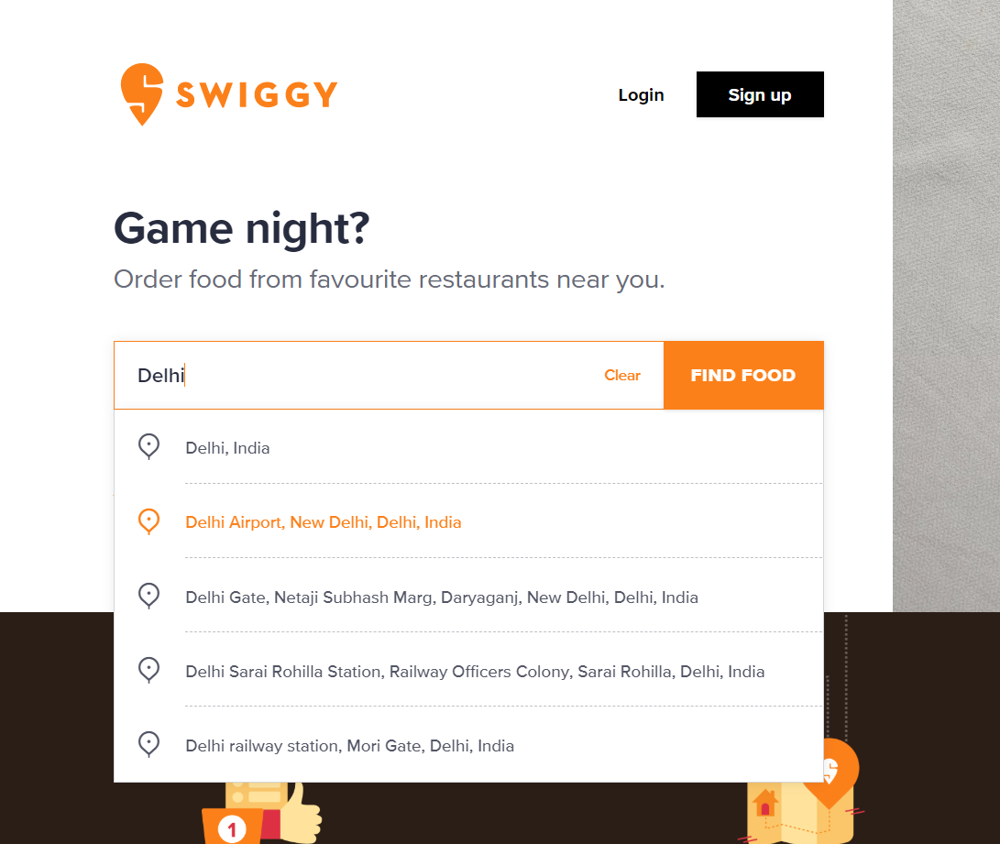 SWIGGY
Login
Sign up
Game night?
Order food from favourite restaurants near you.
Delhi
Clear
FIND FOOD
Delhi, India
Delhi Airport, New Delhi, Delhi, India
Delhi Gate, Netaji Subhash Marg, Daryaganj, New Delhi, Delhi, India
Delhi Sarai Rohilla Station, Railway Officers Colony, Sarai Rohilla, Delhi, India
Delhi railway station, Mori Gate, Delhi, India
1